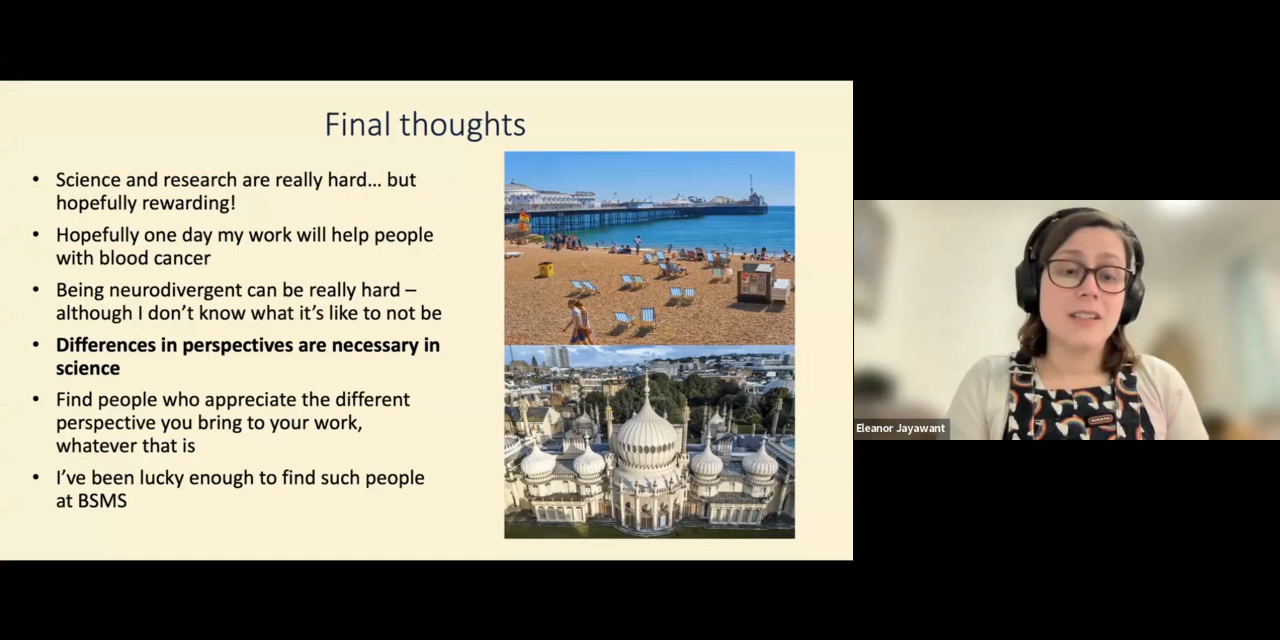 Final thoughts
• Science and research are really hard… but
hopefully rewarding!
• Hopefully one day my work will help people
with blood cancer
• Being neurodivergent can be really hard –
although I don’t know what it’s like to not be
• Differences in perspectives are necessary in
science
• Find people who appreciate the different
perspective you bring to your work,
whatever that is
• I’ve been lucky enough to find such people
at BSMS
Eleanor Jayawant